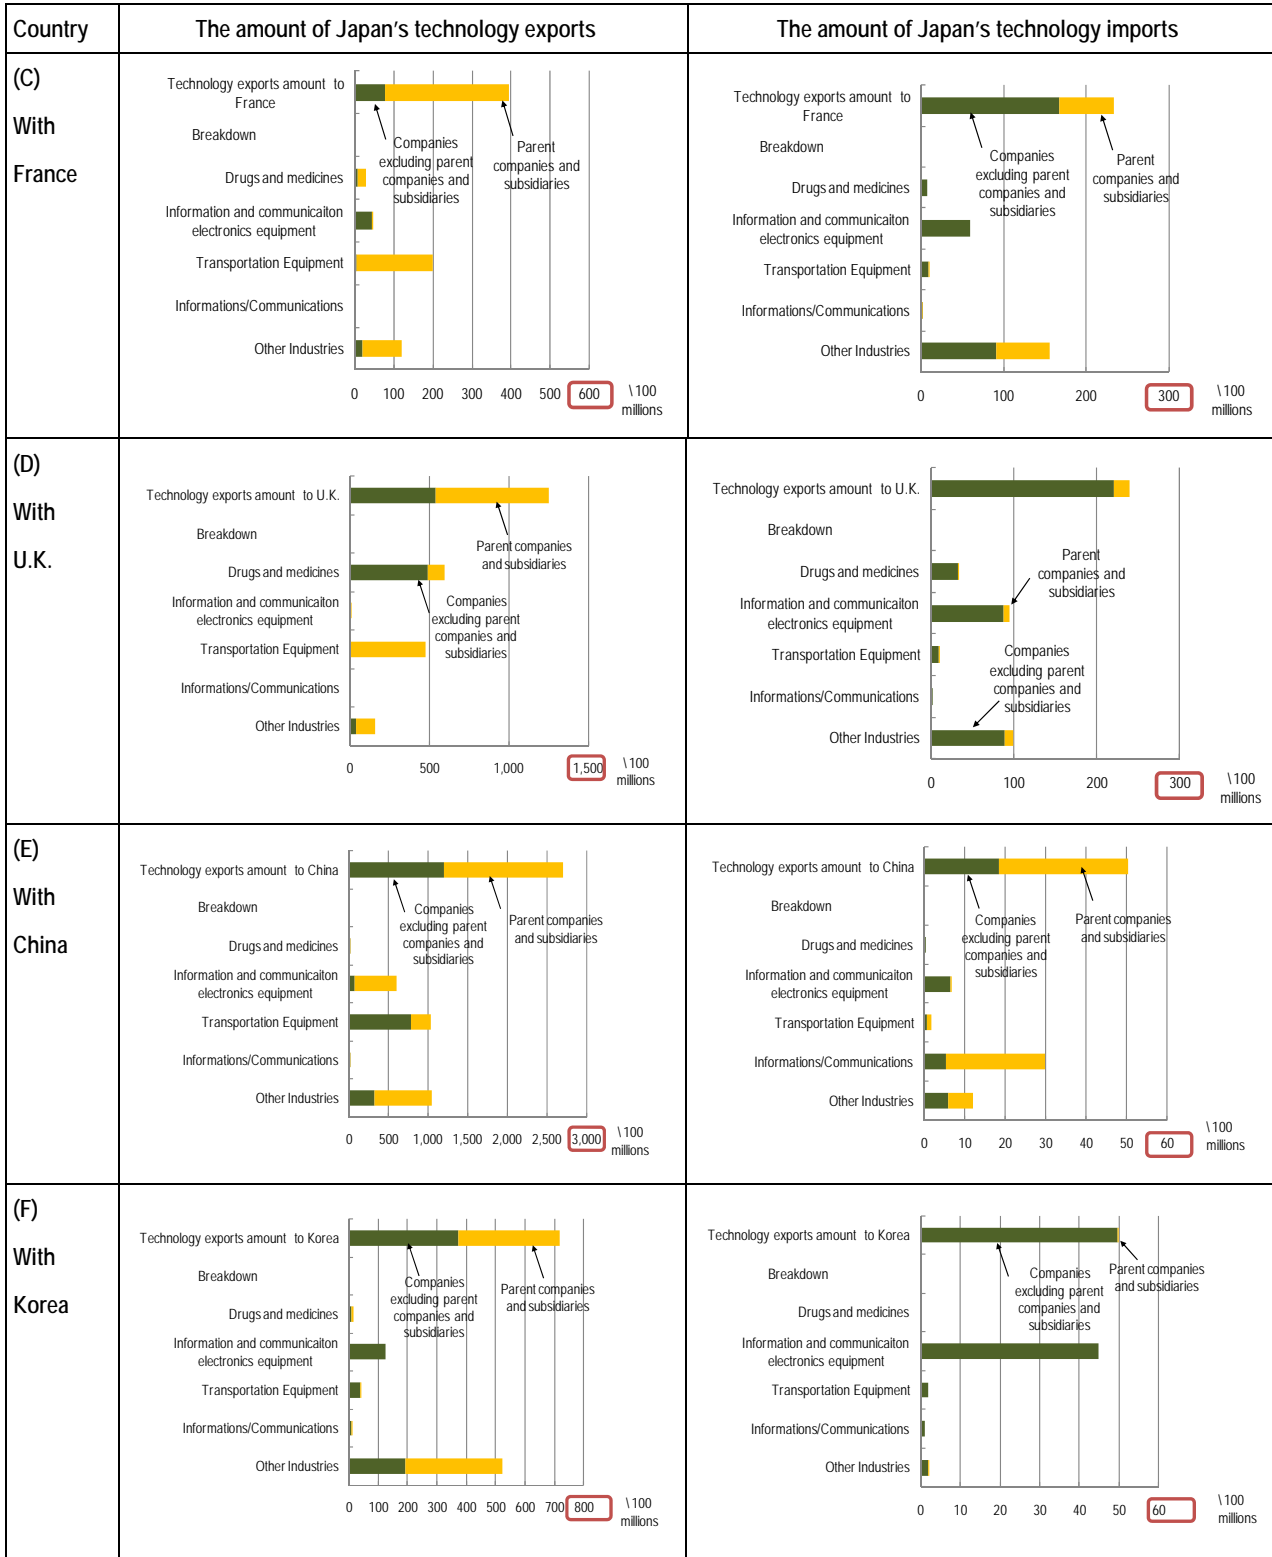 Country
The amount of Japan's technology exports
The amount of Japan's technology imports
(C)
With
France
Technology exports amount to
France
Breakdown
Drugs and medicines
Information and communicaiton
electronics equipment
Transportation Equipment
Informations/Communications
Other Industries
Companies
excluding parent
companies and
subsidiaries
Parent
companies and
subsidiaries
0 100 200 300 400 500 600
\100
millions
Technology exports amount to
France
Breakdown
Drugs and medicines
Information and communicaiton
electronics equipment
Transportation Equipment
Informations/Communications
Other Industries
Companies
excluding parent
companies and
subsidiaries
Parent
companies and
subsidiaries
0 100 200 300
\100
millions
(D)
With
U.K.
Technology exports amount to U.K.
Breakdown
Drugs and medicines
Information and communicaiton
electronics equipment
Transportation Equipment
Informations/Communications
Other Industries
Parent companies
and subsidiaries
Companies
excluding parent
companies and
subsidiaries
0 500 1,000 1,500
\100
millions
Technology exports amount to U.K.
Breakdown
Drugs and medicines
Information and communicaiton
electronics equipment
Transportation Equipment
Informations/Communications
Other Industries
Parent
companies and
subsidiaries
Companies
excluding parent
companies and
subsidiaries
0 100 200 300
\100
millions
(E)
With
China
Technology exports amount to China
Breakdown
Drugs and medicines
Information and communicaiton
electronics equipment
Transportation Equipment
Informations/Communications
Other Industries
Companies
excluding parent
companies and
subsidiaries
Parent companies
and subsidiaries
0 500 1,000 1,500 2,000 2,500 3,000
\100
millions
Technology exports amount to China
Breakdown
Drugs and medicines
Information and communicaiton
electronics equipment
Transportation Equipment
Informations/Communications
Other Industries
Companies
excluding parent
companies and
subsidiaries
Parent companies
and subsidiaries
0 10 20 30 40 50 60
\100
millions
(F)
With
Korea
Technology exports amount to Korea
Breakdown
Drugs and medicines
Information and communicaiton
electronics equipment
Transportation Equipment
Informations/Communications
Other Industries
Companies
excluding parent
companies and
subsidiaries
Parent companies
and subsidiaries
0 100 200 300 400 500 600 700 800
\100
millions
Technology exports amount to Korea
Breakdown
Drugs and medicines
Information and communicaiton
electronics equipment
Transportation Equipment
Informations/Communications
Other Industries
Companies
excluding parent
companies and
subsidiaries
Parent companies
and subsidiaries
0 10 20 30 40 50 60
\100
millions